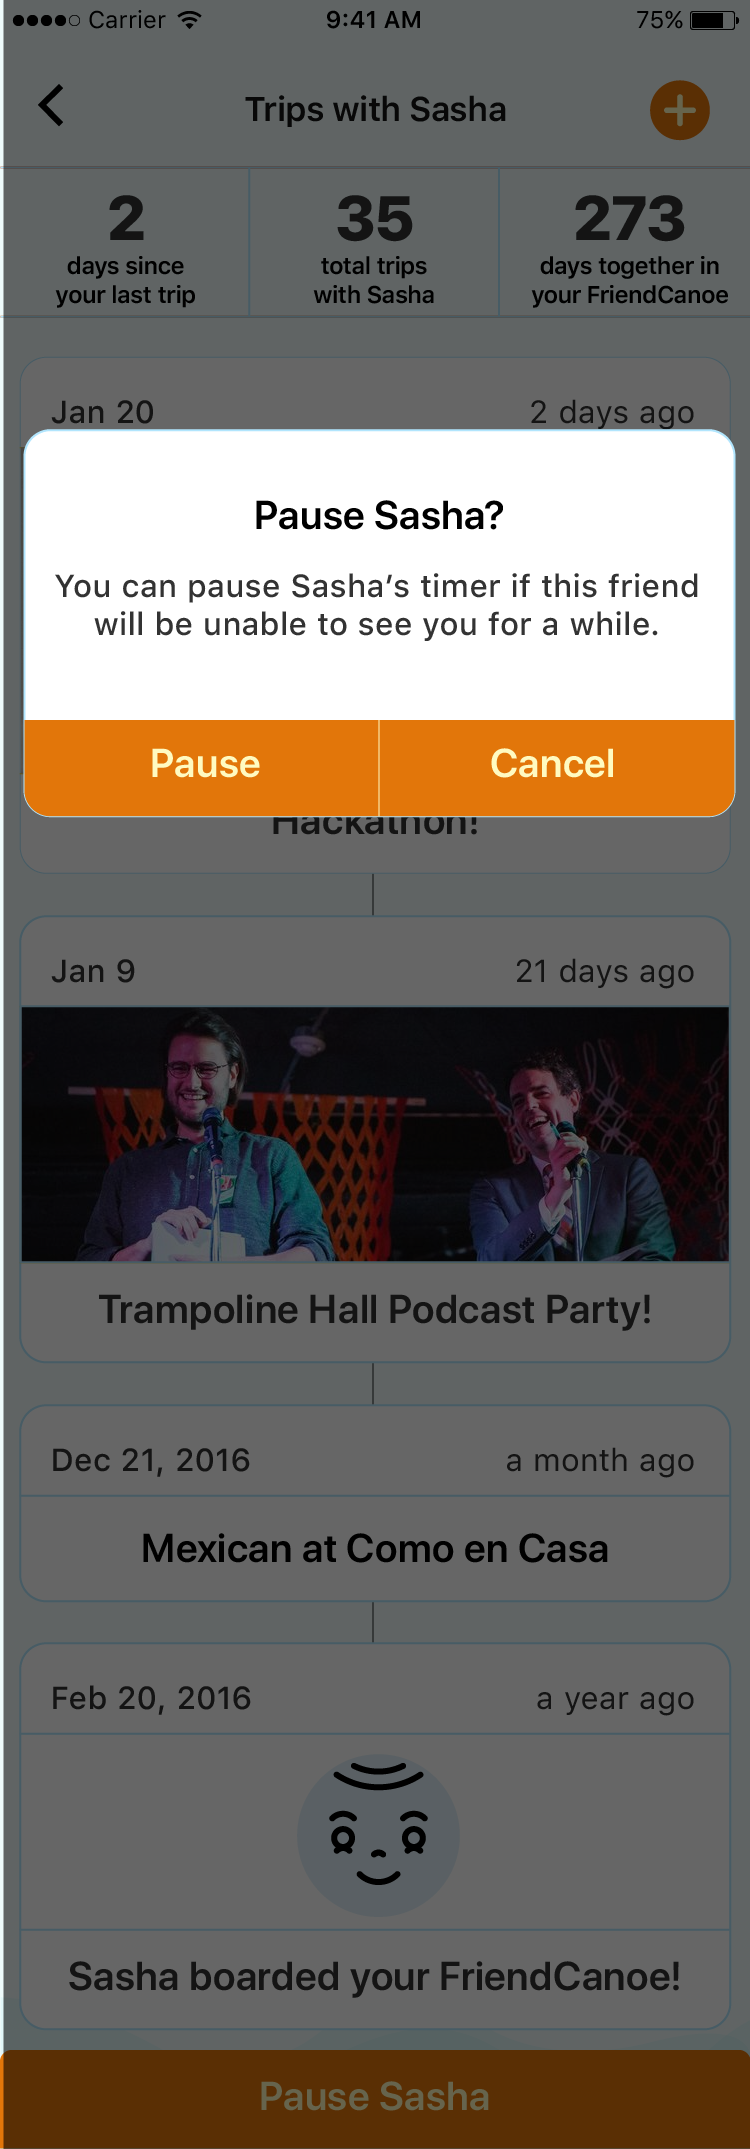 Carrier 9:41 AM 75%
Trips with Sasha
2 35 273
days since total trips days together in
your last trip with Sasha your FriendCanoe
Jan 20 2 days ago
Pause Sasha?
You can pause Sasha’s timer if this friend
will be unable to see you for a while.
Pause Cancel
Hackathon!
Jan 9 21 days ago
Trampoline Hall Podcast Party!
Dec 21, 2016 a month ago
Mexican at Como en Casa
Feb 20, 2016 a year ago
Sasha boarded your FriendCanoe!
Pause Sasha